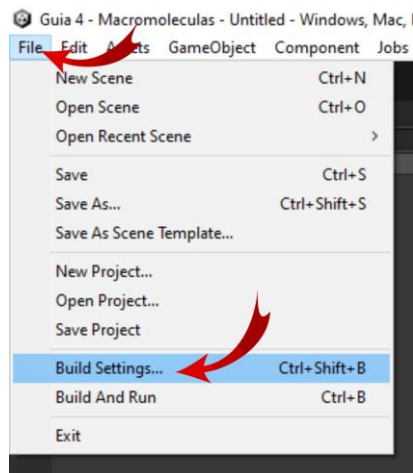 Guia 4 - Macromoleculas - Untitled - Windows, Mac,
File Edit Assets GameObject Component Jobs
New Scene Ctrl+N
Open Scene Ctrl+O
Open Recent Scene >
Save Ctrl+S
Save As... Ctrl+Shift+S
Save As Scene Template...
New Project...
Open Project...
Save Project
Build Settings... Ctrl+Shift+B
Build And Run Ctrl+B
Exit